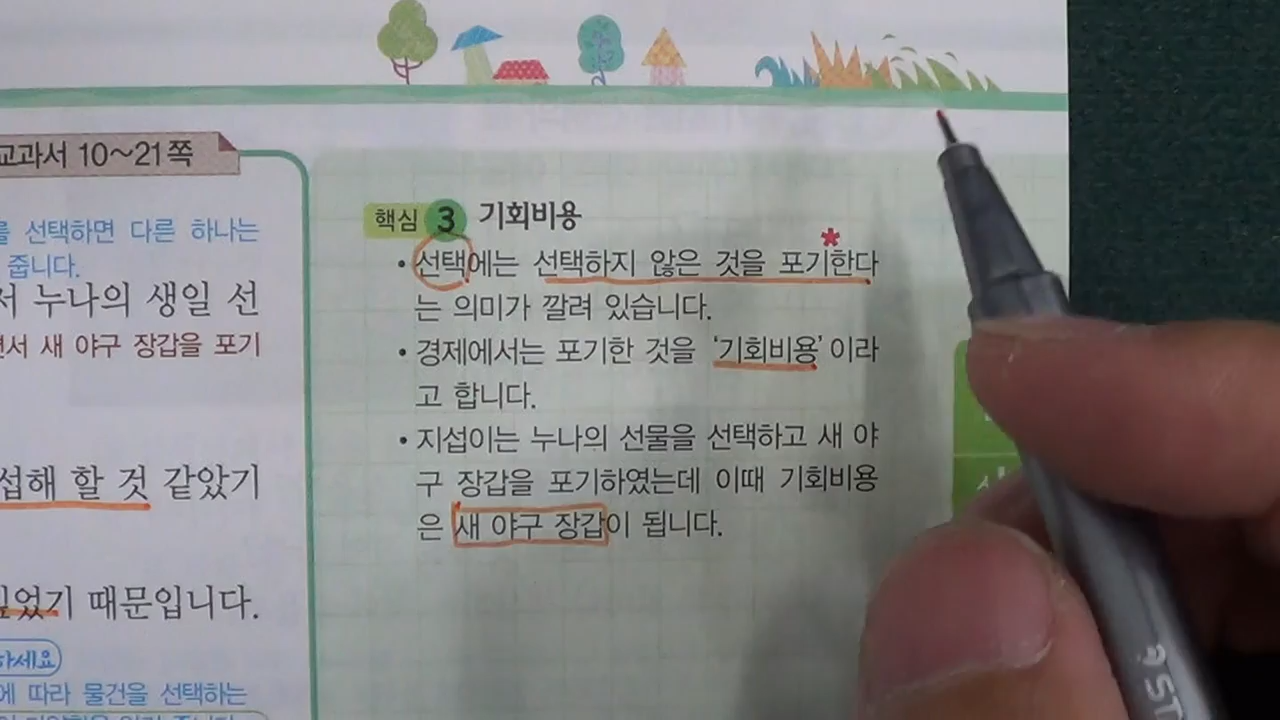 교과서 10~21쪽
를 선택하면 다른 하나는
줍니다.
서 누나의 생일 선
면서 새 야구 장갑을 포기
섭해 할 것 같았기
싶었기 때문입니다.
하세요
에 따라 물건을 선택하는
핵심 3 기회비용
• 선택에는 선택하지 않은 것을 포기한다
는 의미가 깔려 있습니다.
• 경제에서는 포기한 것을 ‘기회비용’이라
고 합니다.
• 지섭이는 누나의 선물을 선택하고 새 야
구 장갑을 포기하였는데 이때 기회비용
은 새 야구 장갑이 됩니다.
ST